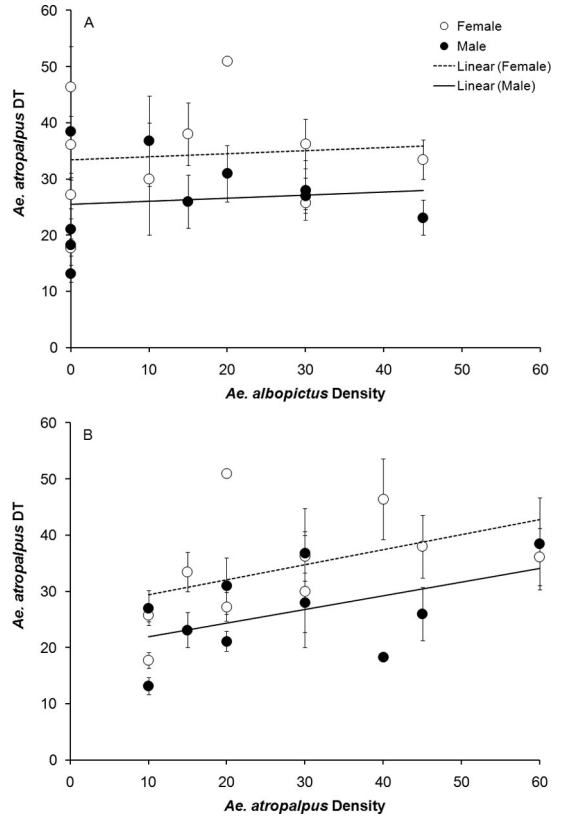 A
Female
Male
Linear (Female)
Linear (Male)
60
50
40
30
20
10
0
Ae. atropalpus DT
0 10 20 30 40 50 60
Ae. albopictus Density
B
60
50
40
30
20
10
0
Ae. atropalpus DT
0 10 20 30 40 50 60
Ae. atropalpus Density